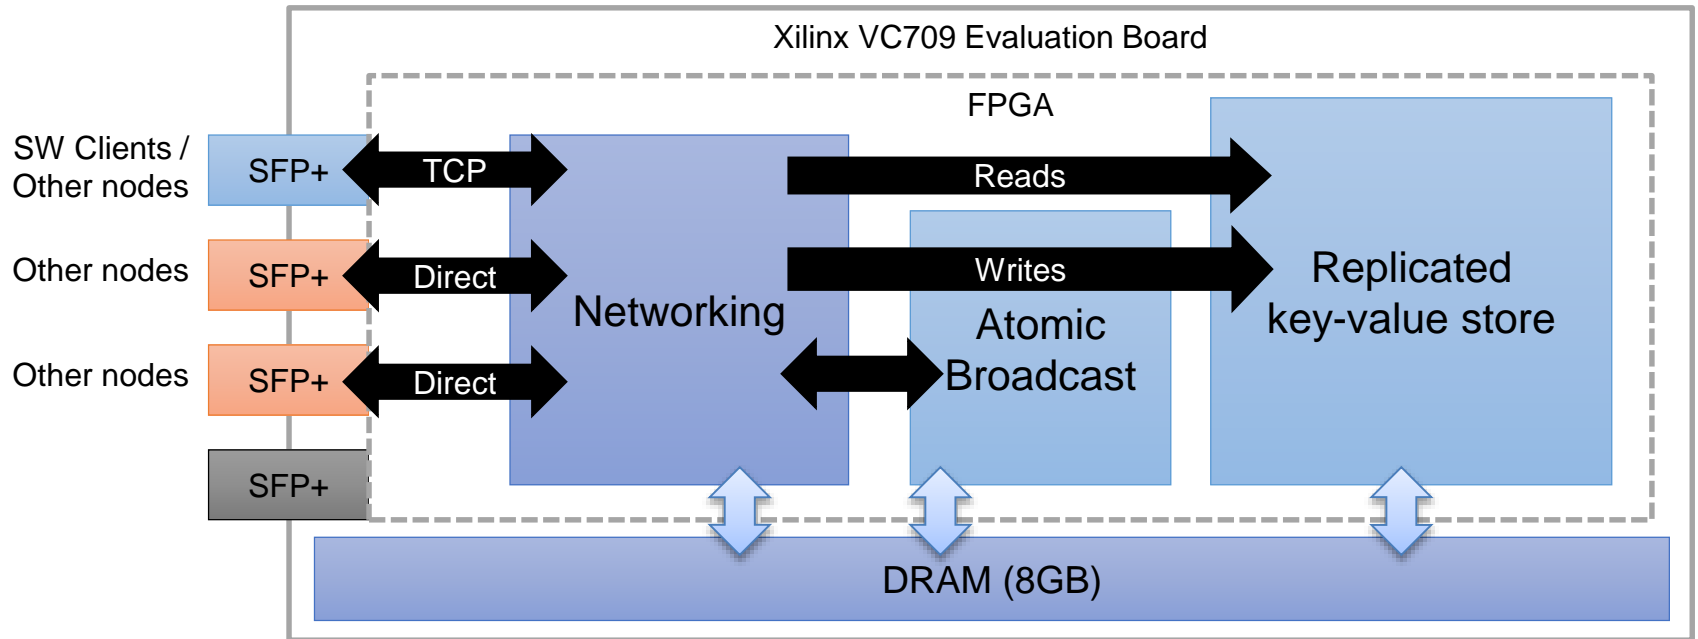 Xilinx VC709 Evaluation Board
FPGA
SW Clients /
Other nodes
SFP+
TCP
Reads
Other nodes
SFP+
Direct
Writes
Networking
Atomic
Broadcast
Replicated
key-value store
Other nodes
SFP+
Direct
SFP+
DRAM (8GB)